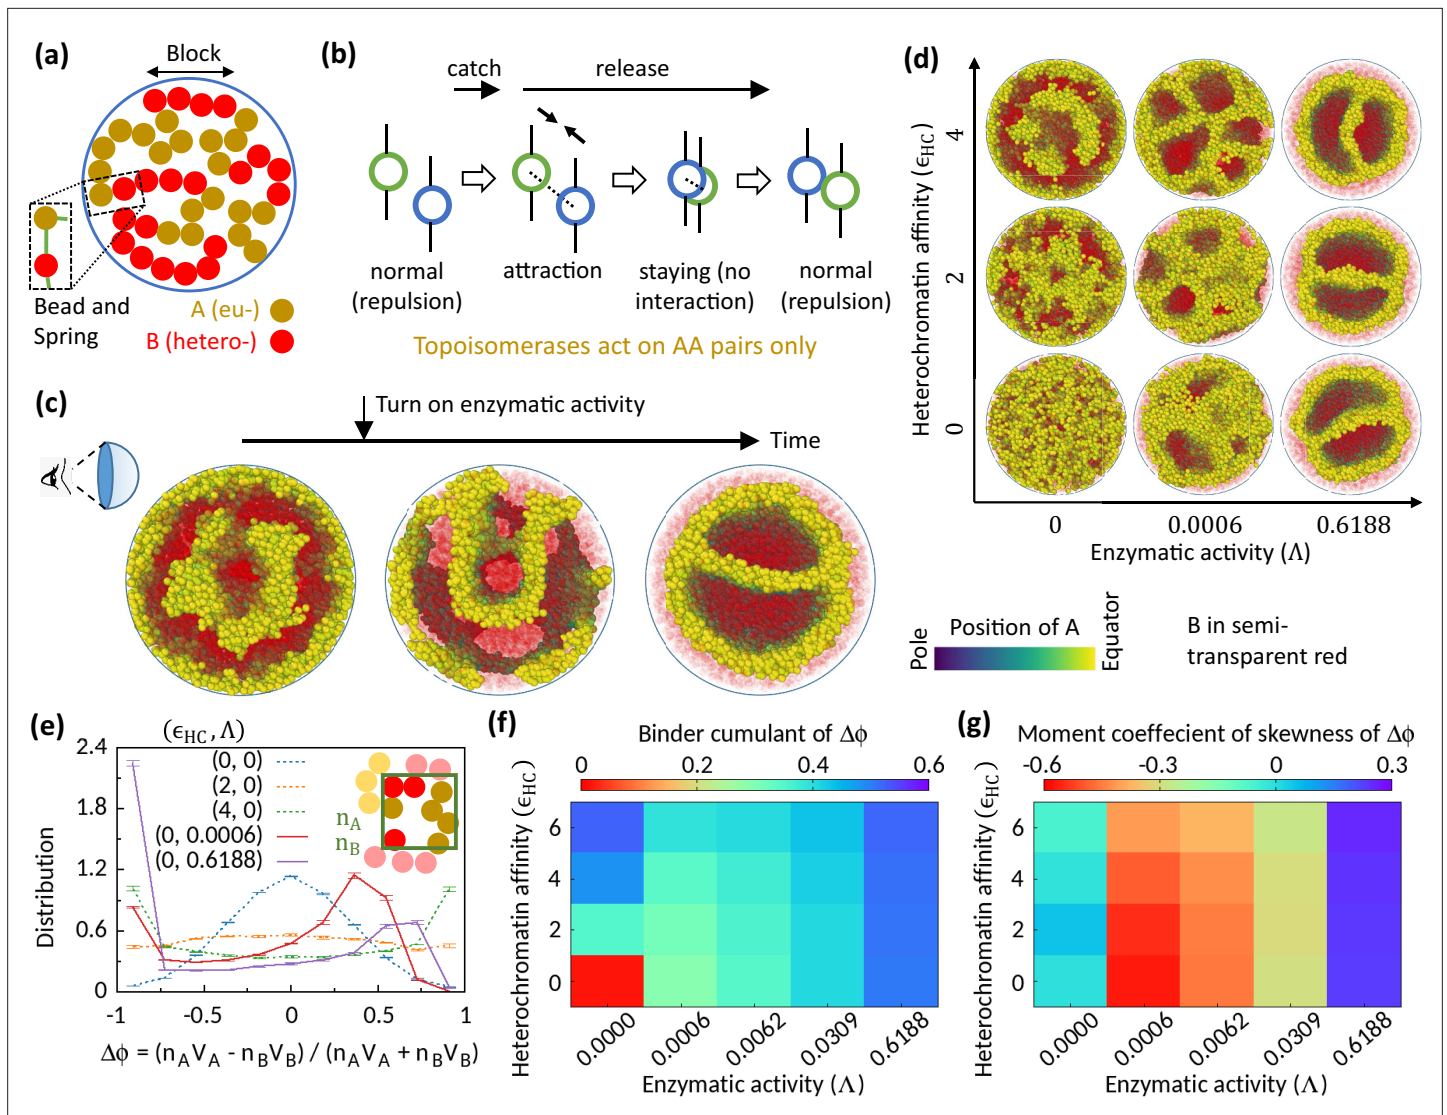 (a)
Block
Bead and
Spring
A (eu-)
B (hetero-)
(b)
catch
release
normal
(repulsion)
attraction
staying (no
interaction)
normal
(repulsion)
Topoisomerases act on AA pairs only
(c)
Turn on enzymatic activity
Time
(d)
Heterochromatin affinity (ϵHC)
4
2
0
0
0.0006
0.6188
Enzymatic activity (Λ)
Pole
Position of A
Equator
B in semi-
transparent red
(e)
(ϵHC, Λ)
(0, 0)
(2, 0)
(4, 0)
(0, 0.0006)
(0, 0.6188)
nA
nB
Distribution
2.4
1.8
1.2
0.6
0
-1
-0.5
0
0.5
1
Δϕ = (nAVA - nBVB) / (nAVA + nBVB)
(f)
Binder cumulant of Δϕ
0
0.2
0.4
0.6
Heterochromatin affinity (ϵHC)
6
4
2
0
0.0000
0.0006
0.0062
0.0309
0.6188
Enzymatic activity (Λ)
(g)
Moment coeffecient of skewness of Δϕ
-0.6
-0.3
0
0.3
Heterochromatin affinity (ϵHC)
6
4
2
0
0.0000
0.0006
0.0062
0.0309
0.6188
Enzymatic activity (Λ)